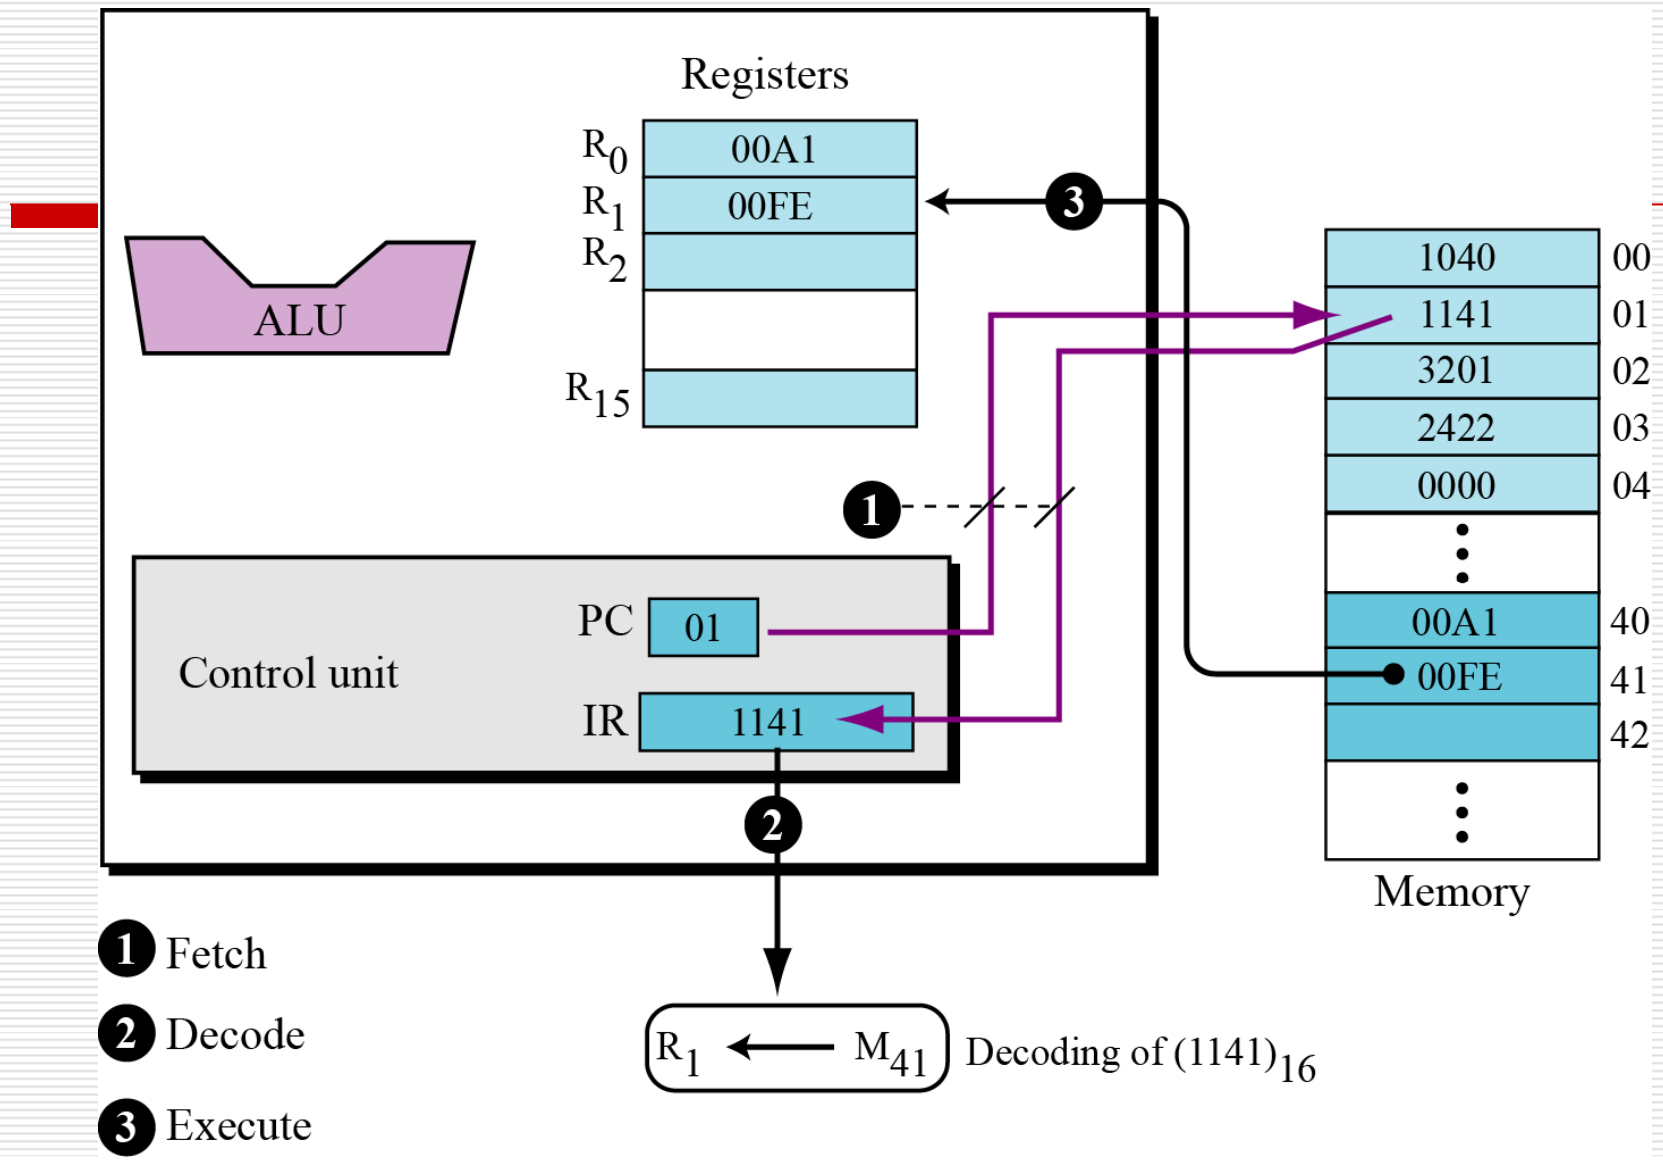 Registers
R0 00A1
R1 00FE
R2
R15
ALU
3
1040 00
1141 01
3201 02
2422 03
0000 04
00A1 40
00FE 41
42
Memory
1
Control unit
PC 01
IR 1141
2
1 Fetch
2 Decode
3 Execute
R1 ← M41 Decoding of (1141)16